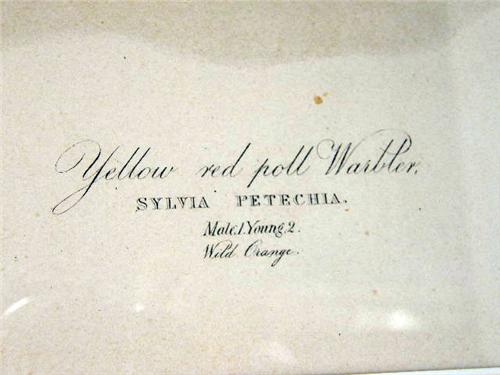 Yellow red poll Warbler.
SYLVIA PETECHIA.
Male.1.Young.2.
Wild Orange.